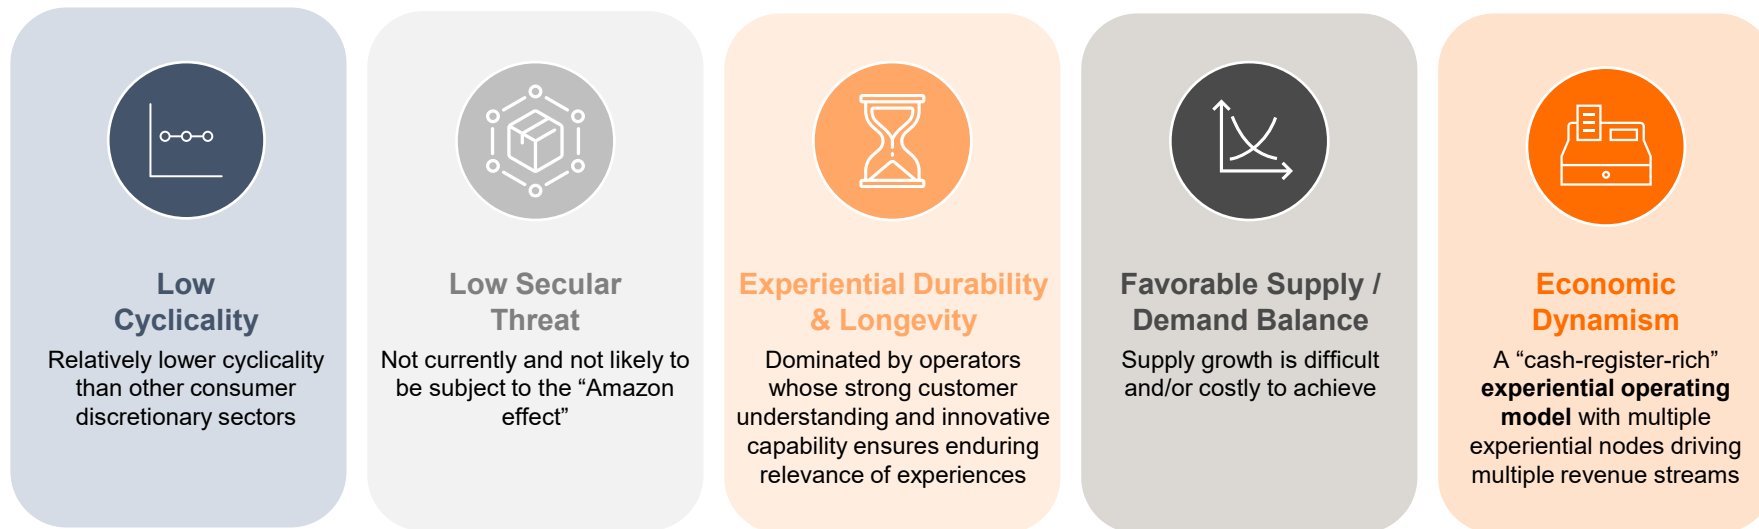 Low
Cyclicality
Relatively lower cyclicality
than other consumer
discretionary sectors
Low Secular
Threat
Not currently and not likely to
be subject to the “Amazon
effect”
Experiential Durability
& Longevity
Dominated by operators
whose strong customer
understanding and innovative
capability ensures enduring
relevance of experiences
Favorable Supply /
Demand Balance
Supply growth is difficult
and/or costly to achieve
Economic
Dynamism
A “cash-register-rich”
experiential operating
model with multiple
experiential nodes driving
multiple revenue streams